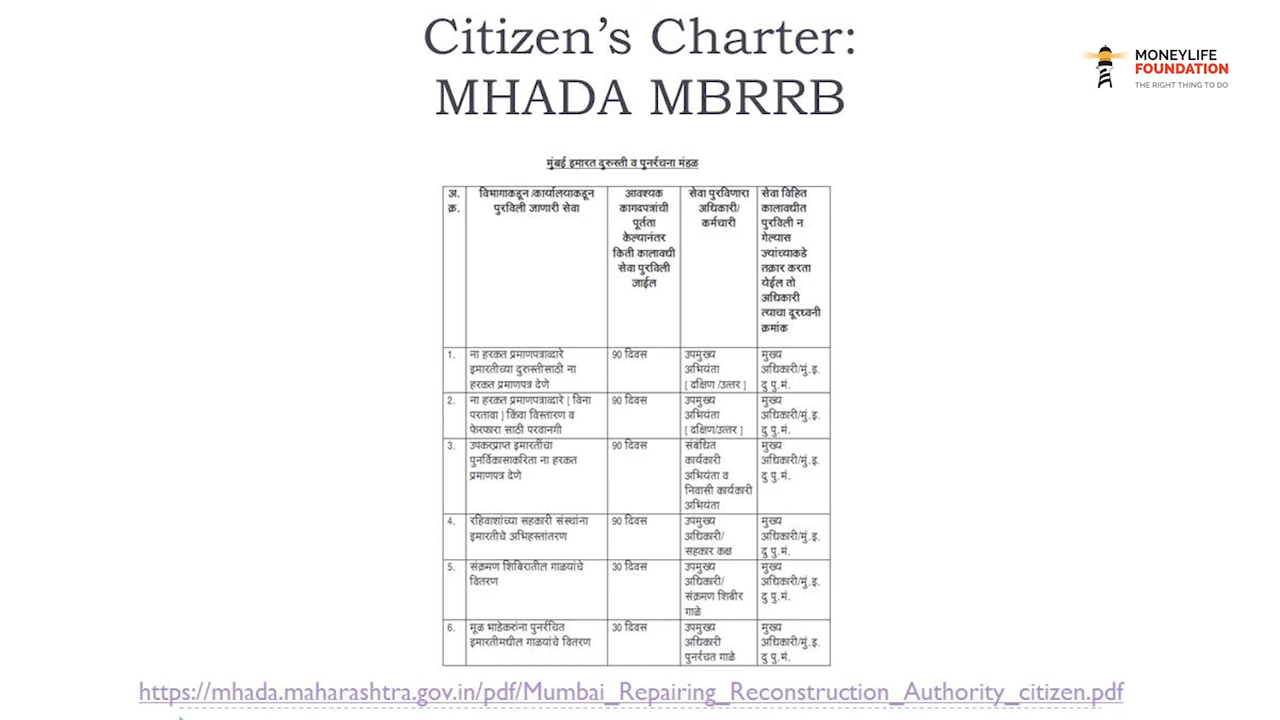 Citizen's Charter:
MHADA MBRRB
MONEYLIFE
FOUNDATION
THE RIGHT THING TO DO
मुंबई इमारत दुरुस्ती व पुनर्रचना मंडळ
अ.
क्र.
विभागाकडून /कार्यालयाकडून
पुरविली जाणारी सेवा
आवश्यक
कागदपत्रांची
पूर्तता
केल्यानंतर
किती कालावधी
सेवा पुरविली
जाईल
सेवा पुरविणारा
अधिकारी/
कर्मचारी
सेवा विहित
कालावधीत
पुरविली न
गेल्यास
ज्यांच्याकडे
तक्रार करता
येईल तो
अधिकारी
त्याचा दूरध्वनी
क्रमांक
1.
ना हरकत प्रमाणपत्राव्दारे
इमारतीच्या दुरुस्तीसाठी ना
हरकत प्रमाणपत्र देणे
90 दिवस
उपमुख्य
अभियंता
[ दक्षिण /उत्तर ]
मुख्य
अधिकारी/मुं.इ.
दु पु.मं.
2.
ना हरकत प्रमाणपत्राव्दारे [ विना
परतावा ] किंवा विस्तारण व
फेरफारा साठी परवानगी
90 दिवस
उपमुख्य
अभियंता
[ दक्षिण/उत्तर ]
मुख्य
अधिकारी/मुं.इ.
दु पु.मं.
3.
उपकरप्राप्त इमारतींचा
पुनर्विकासाकरिता ना हरकत
प्रमाणपत्र देणे
90 दिवस
संबंधित
कार्यकारी
अभियंता व
निवासी कार्यकारी
अभियंता
मुख्य
अधिकारी/मुं.इ.
दु पु.मं.
4.
रहिवाशांच्या सहकारी संस्थांना
इमारतीचे अभिहस्तांतरण
90 दिवस
उपमुख्य
अधिकारी/
सहकार कक्ष
मुख्य
अधिकारी/मुं.इ.
दु पु.मं.
5.
संक्रमण शिबिरातील गाळयांचे
वितरण
30 दिवस
उपमुख्य
अधिकारी/
संक्रमण शिबीर
गाळे
मुख्य
अधिकारी/मुं.इ.
दु पु.मं.
6.
मूळ भाडेकरुंना पुनर्रचित
इमारतीमधील गाळयांचे वितरण
30 दिवस
उपमुख्य
अधिकारी
पुनर्रचत गाळे
मुख्य
अधिकारी/मुं.इ.
दु पु.मं.
https://mhada.maharashtra.gov.in/pdf/Mumbai_Repairing_Reconstruction_Authority_citizen.pdf